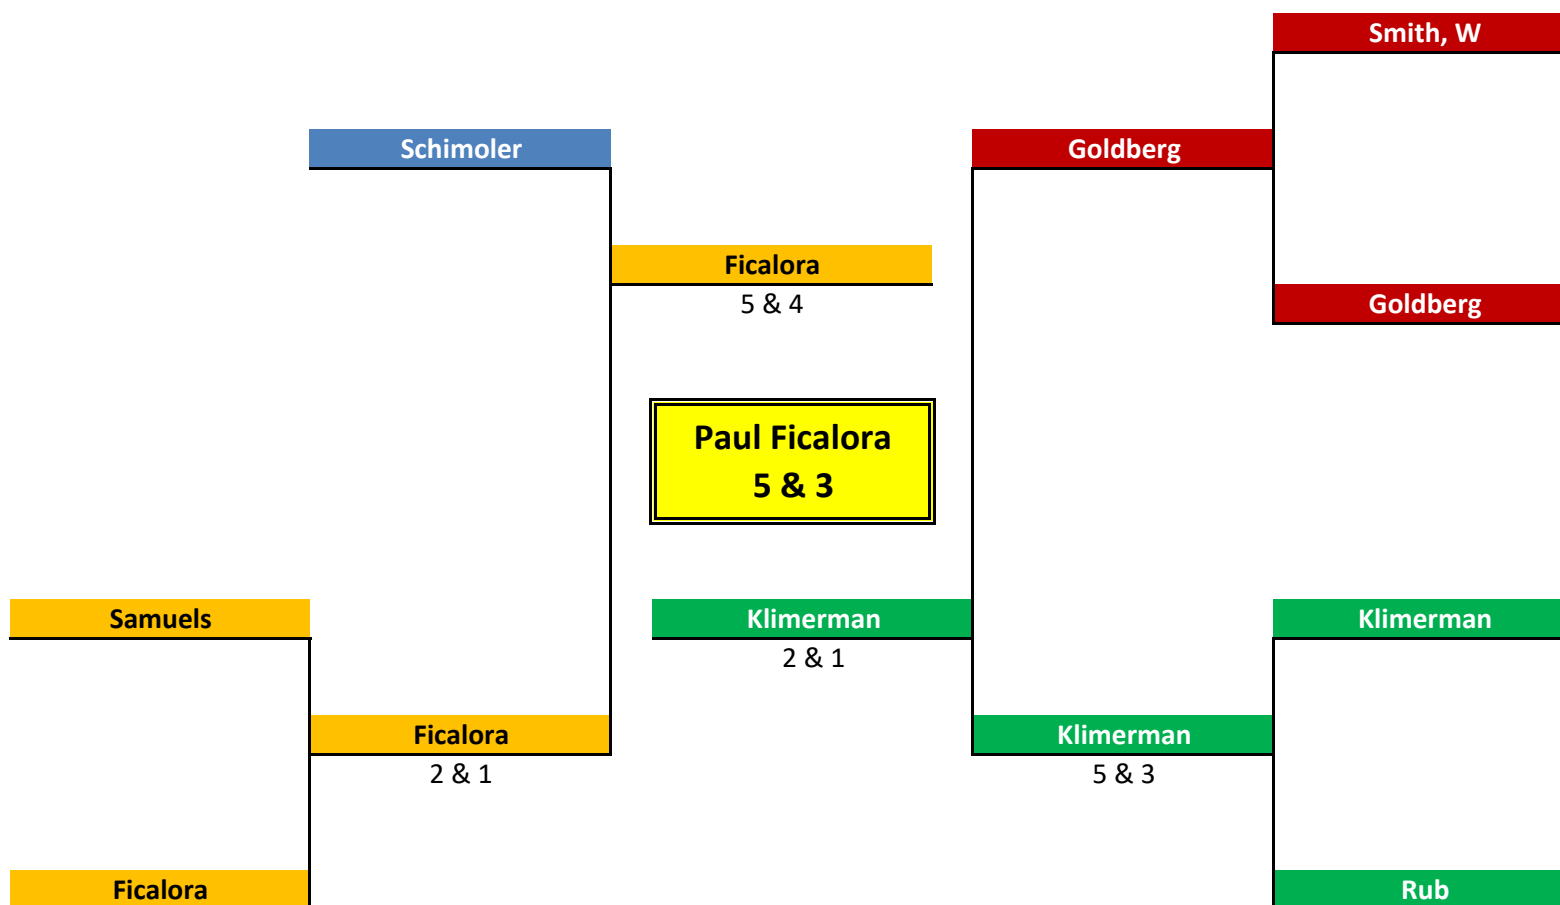 Smith, W
Schimoler
Goldberg
Ficalora
5 & 4
Goldberg
Paul Ficalora
5 & 3
Samuels
Klimerman
2 & 1
Klimerman
Ficalora
2 & 1
Klimerman
5 & 3
Ficalora
Rub